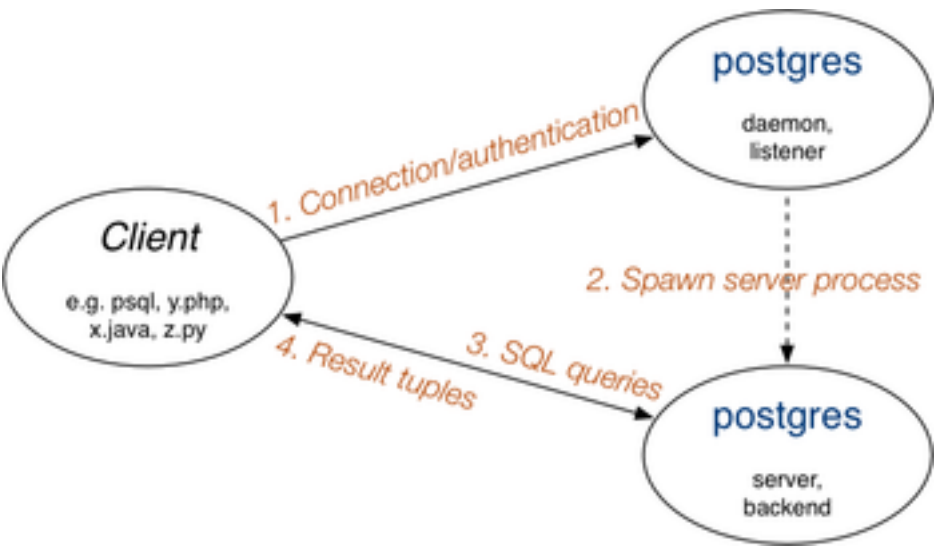 postgres
daemon,
listener
1. Connection/authentication
Client
e.g. psql, y.php,
x.java, z.py
2. Spawn server process
3. SQL queries
4. Result tuples
postgres
server,
backend